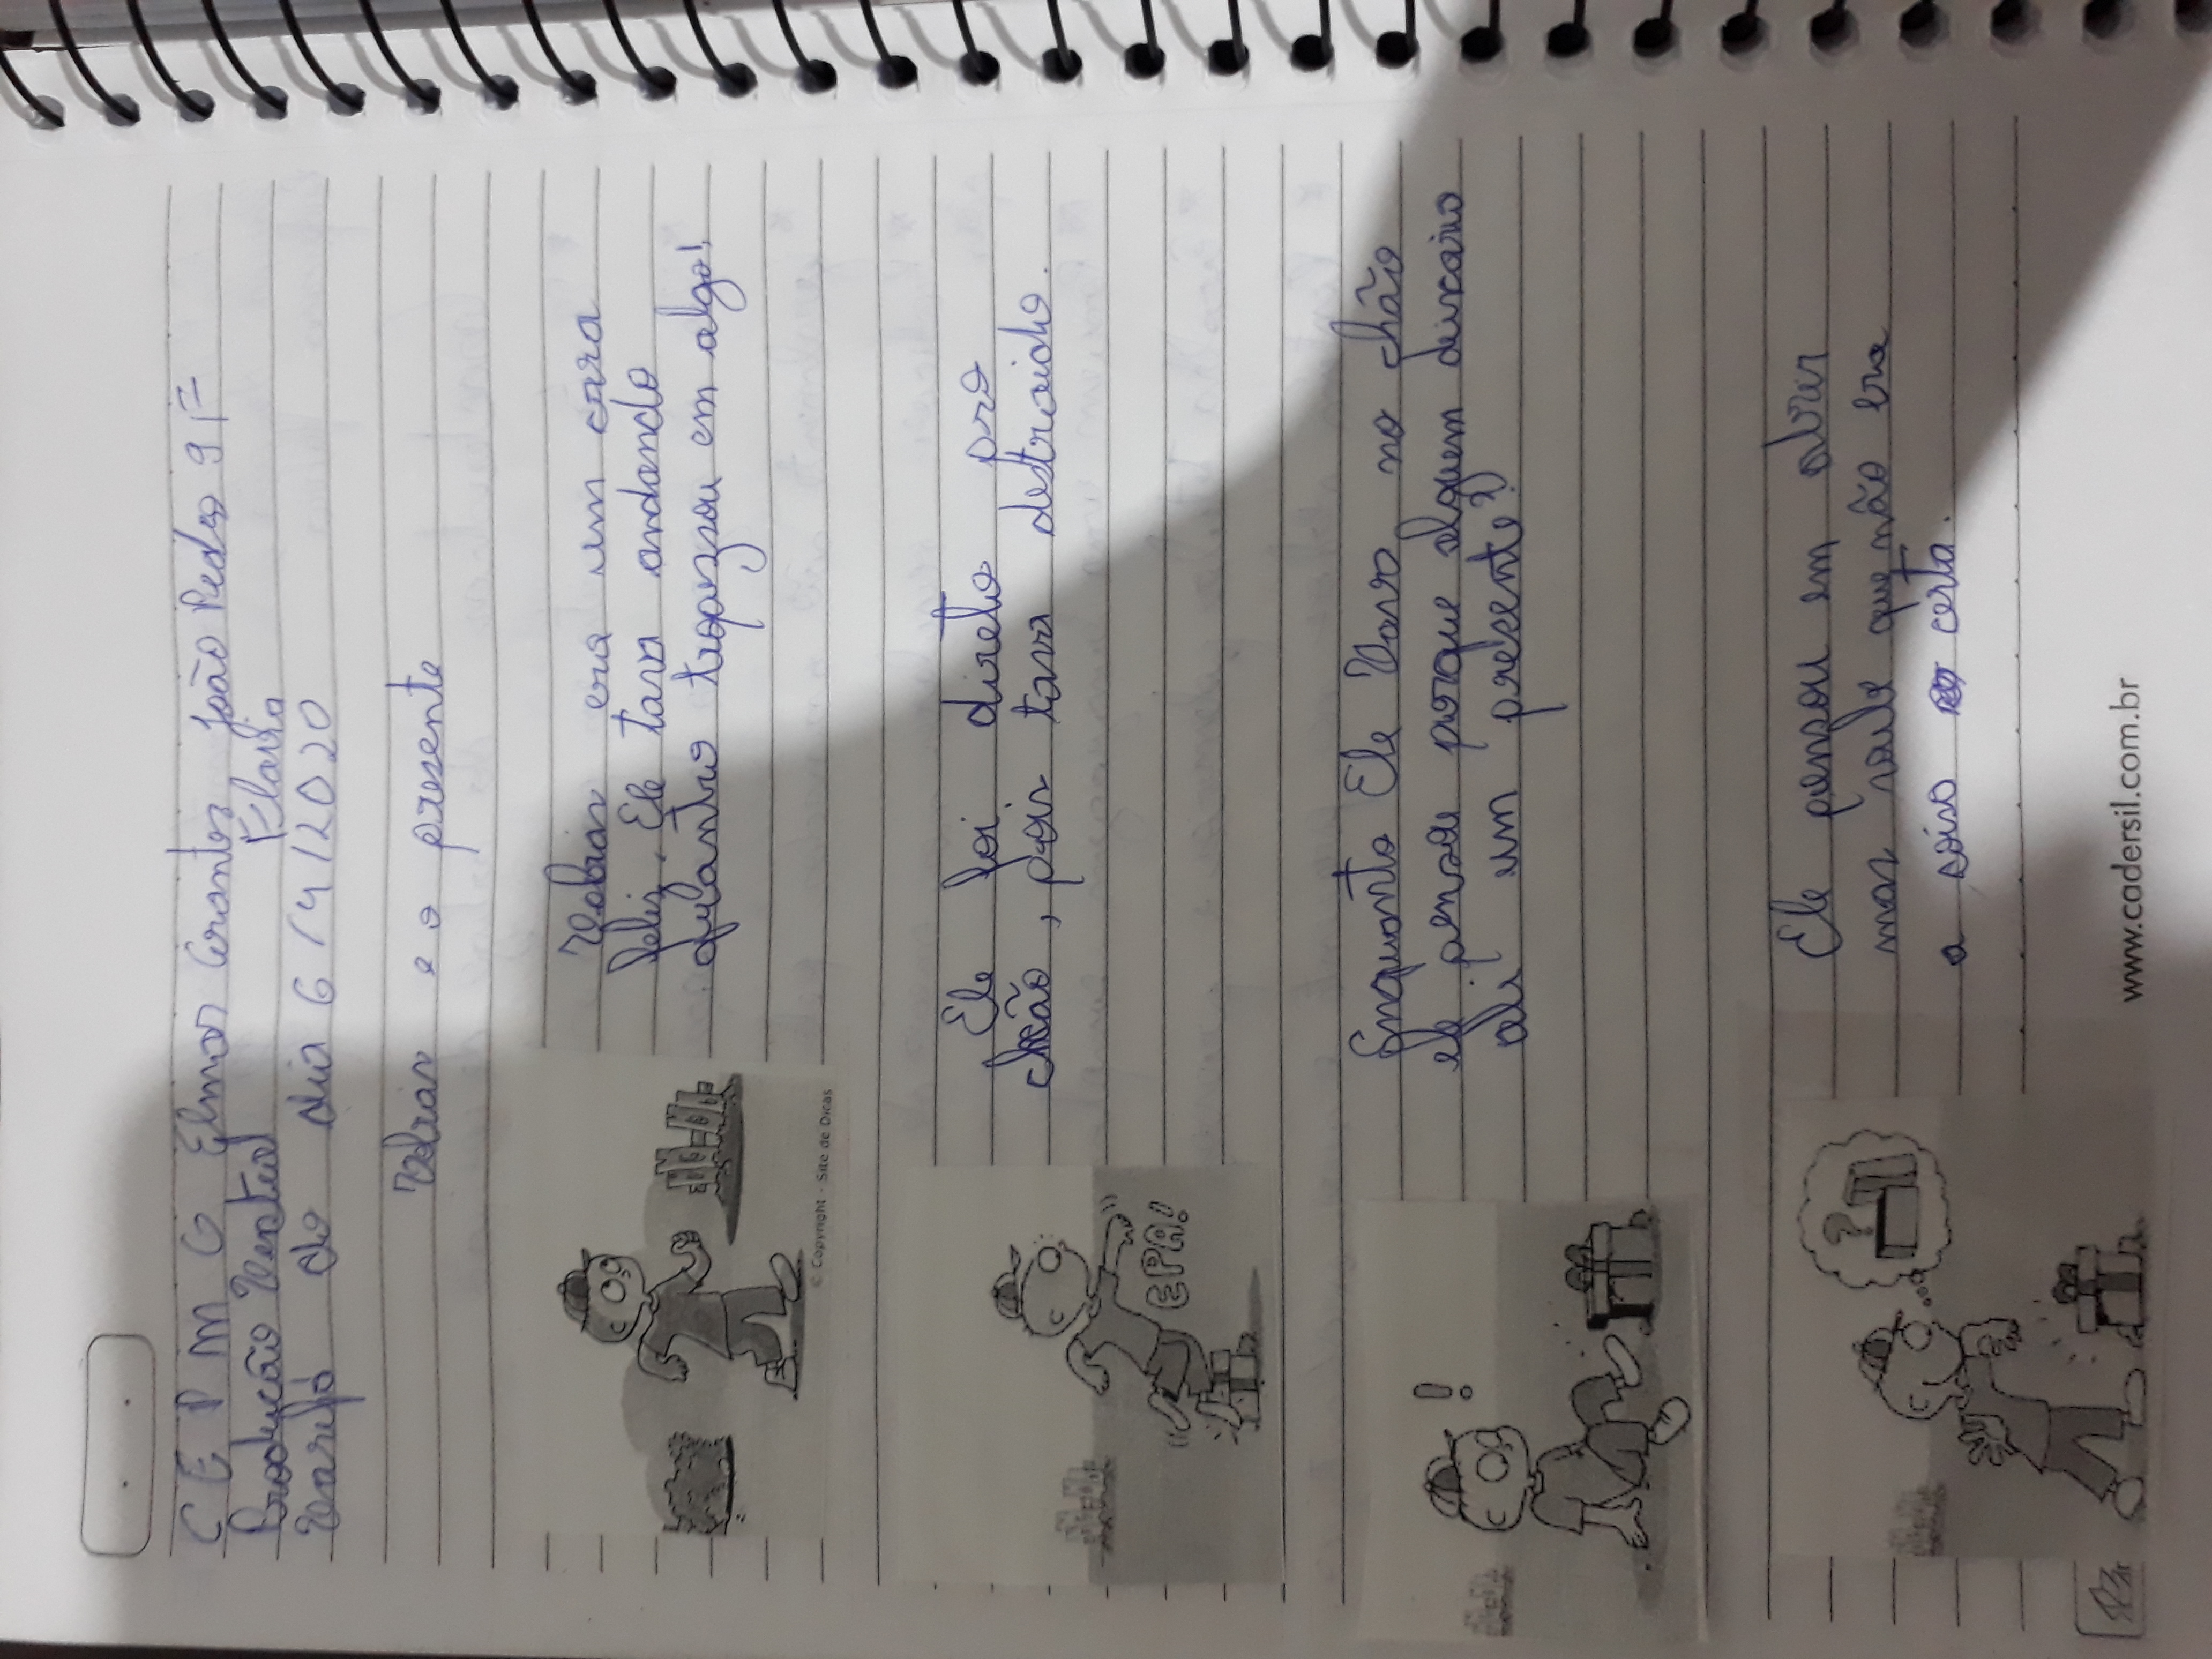 C E P M G Elmar Arantes João Pedro 9 F
Produção Textual Flavia
Tarefa do dia 6/4/2020
Tobias e o presente
Tobias era um cara
feliz. Ele tava andando
quantro tropezsou em algo!
© Copyright - Site de Dicas
Ele foi direto pro
chão, pois tava destraido.
EPA!
Enquanto Ele Tava no chão
ele pensou porque alguem deixaria
ali um presente?
!
Ele pensou em abrir
mas sabe que não era
a coisa certa.
?
www.cadersil.com.br